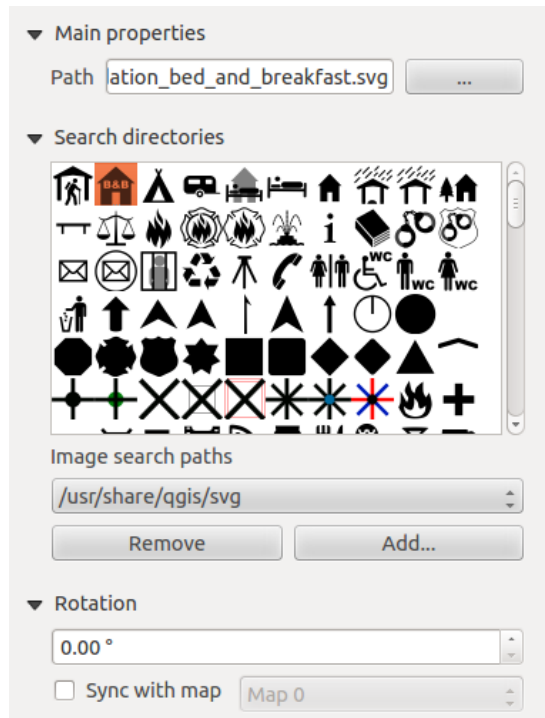 Main properties
Path lation_bed_and_breakfast.svg ...
Search directories
B&B
i
WC
WC WC
Image search paths
/usr/share/qgis/svg
Remove Add...
Rotation
0.00 °
Sync with map Map 0